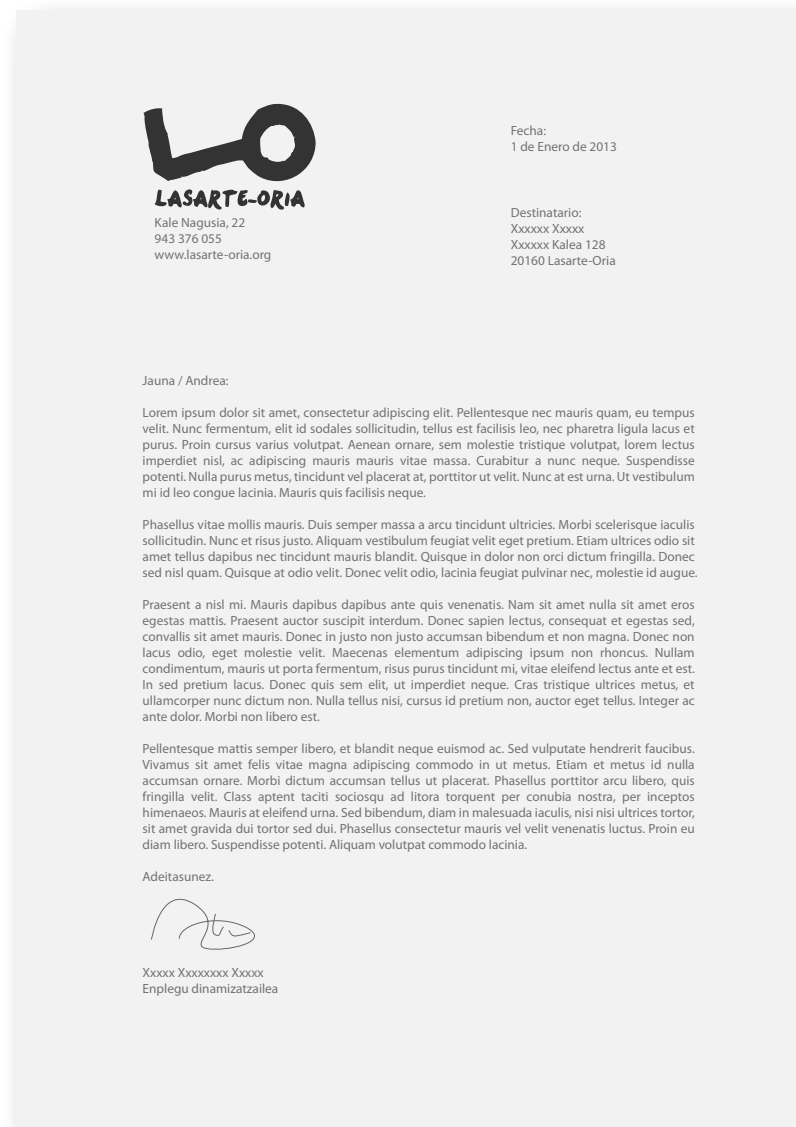 LASARTE-ORIA
Kale Nagusia, 22
943 376 055
www.lasarte-oria.org
Fecha:
1 de Enero de 2013
Destinatario:
Xxxxxx Xxxxx
Xxxxxx Kalea 128
20160 Lasarte-Oria
Jauna / Andrea:
Lorem ipsum dolor sit amet, consectetur adipiscing elit. Pellentesque nec mauris quam, eu tempus
velit. Nunc fermentum, elit id sodales sollicitudin, tellus est facilisis leo, nec pharetra ligula lacus et
purus. Proin cursus varius volutpat. Aenean ornare, sem molestie tristique volutpat, lorem lectus
imperdiet nisl, ac adipiscing mauris mauris vitae massa. Curabitur a nunc neque. Suspendisse
potenti. Nulla purus metus, tincidunt vel placerat at, porttitor ut velit. Nunc at est urna. Ut vestibulum
mi id leo congue lacinia. Mauris quis facilisis neque.
Phasellus vitae mollis mauris. Duis semper massa a arcu tincidunt ultricies. Morbi scelerisque iaculis
sollicitudin. Nunc et risus justo. Aliquam vestibulum feugiat velit eget pretium. Etiam ultrices odio sit
amet tellus dapibus nec tincidunt mauris blandit. Quisque in dolor non orci dictum fringilla. Donec
sed nisl quam. Quisque at odio velit. Donec velit odio, lacinia feugiat pulvinar nec, molestie id augue.
Praesent a nisl mi. Mauris dapibus dapibus ante quis venenatis. Nam sit amet nulla sit amet eros
egestas mattis. Praesent auctor suscipit interdum. Donec sapien lectus, consequat et egestas sed,
convallis sit amet mauris. Donec in justo non justo accumsan bibendum et non magna. Donec non
lacus odio, eget molestie velit. Maecenas elementum adipiscing ipsum non rhoncus. Nullam
condimentum, mauris ut porta fermentum, risus purus tincidunt mi, vitae eleifend lectus ante et est.
In sed pretium lacus. Donec quis sem elit, ut imperdiet neque. Cras tristique ultrices metus, et
ullamcorper nunc dictum non. Nulla tellus nisi, cursus id pretium non, auctor eget tellus. Integer ac
ante dolor. Morbi non libero est.
Pellentesque mattis semper libero, et blandit neque euismod ac. Sed vulputate hendrerit faucibus.
Vivamus sit amet felis vitae magna adipiscing commodo in ut metus. Etiam et metus id nulla
accumsan ornare. Morbi dictum accumsan tellus ut placerat. Phasellus porttitor arcu libero, quis
fringilla velit. Class aptent taciti sociosqu ad litora torquent per conubia nostra, per inceptos
himenaeos. Mauris at eleifend urna. Sed bibendum, diam in malesuada iaculis, nisi nisi ultrices tortor,
sit amet gravida dui tortor sed dui. Phasellus consectetur mauris vel velit venenatis luctus. Proin eu
diam libero. Suspendisse potenti. Aliquam volutpat commodo lacinia.
Adeitasunez.
Xxxxx Xxxxxxxx Xxxxx
Enplegu dinamizatzailea